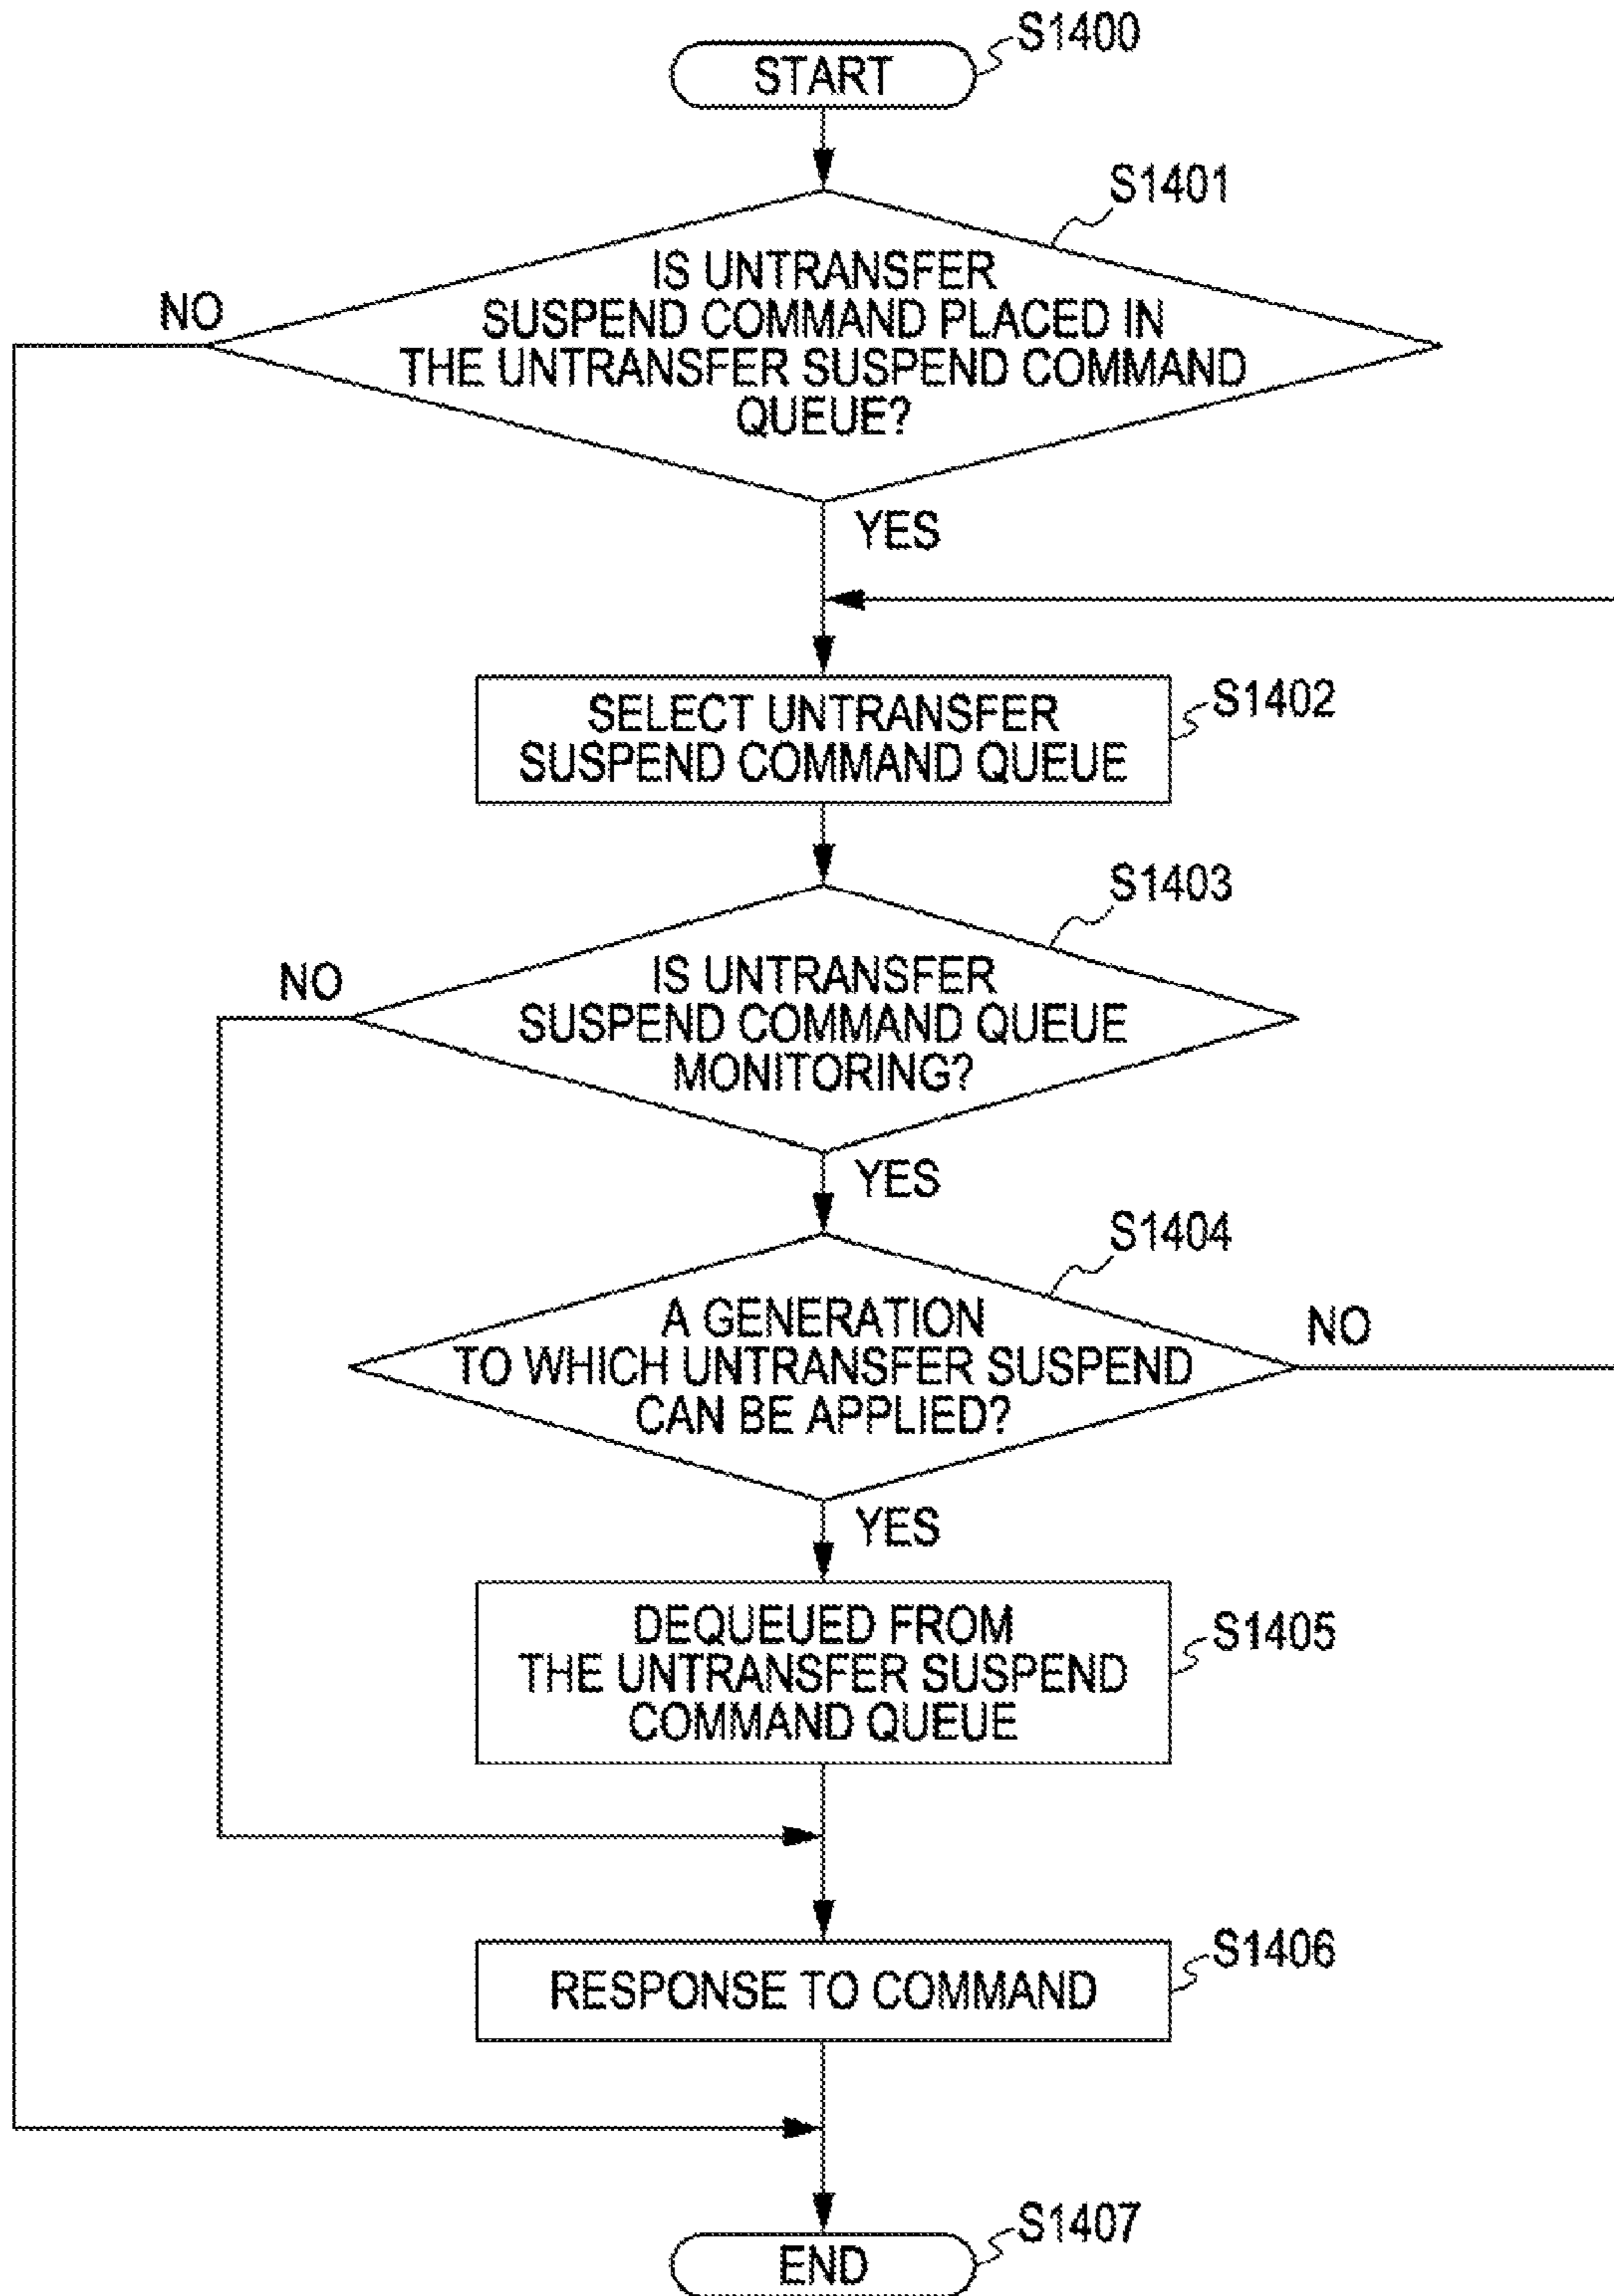 S1400
START
S1401
IS UNTRANSFER
NO
SUSPEND COMMAND PLACED IN
THE UNTRANSFER SUSPEND COMMAND
QUEUE?
YES
S1402
SELECT UNTRANSFER
SUSPEND COMMAND QUEUE
S1403
IS UNTRANSFER
NO
SUSPEND COMMAND QUEUE
MONITORING?
YES
S1404
A GENERATION
NO
TO WHICH UNTRANSFER SUSPEND
CAN BE APPLIED?
YES
DEQUEUED FROM
S1405
THE UNTRANSFER SUSPEND
COMMAND QUEUE
S1406
RESPONSE TO COMMAND
S1407
END